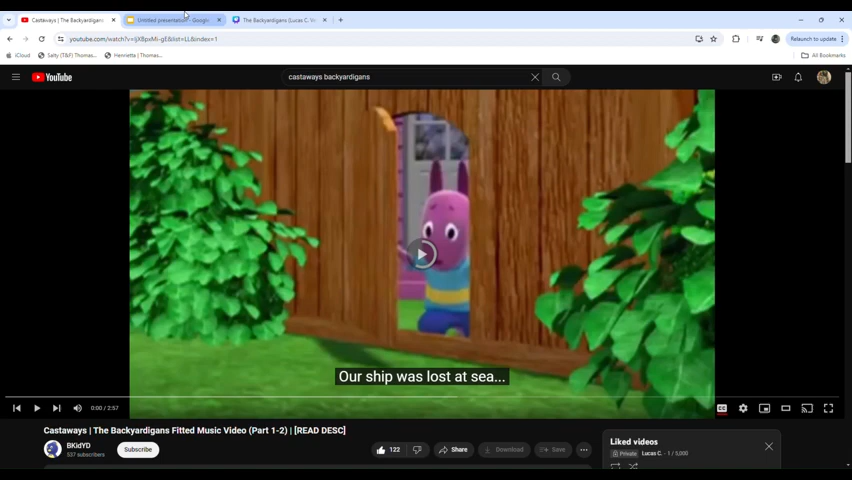 Castaways | The Backyardigans
Untitled presentation - Google
The Backyardigans (Lucas C. V
youtube.com/watch?v=ljXBpxMi-gE&list=LL&index=1
Relaunch to update
iCloud
Salty (T&F) Thomas...
Henrietta | Thomas...
All Bookmarks
YouTube
castaways backyardigans
Our ship was lost at sea...
0:00 / 2:57
CC
Castaways | The Backyardigans Fitted Music Video (Part 1-2) | [READ DESC]
BKidYD
537 subscribers
Subscribe
122
Share
Download
Save
Liked videos
Private
Lucas C. - 1 / 5,000